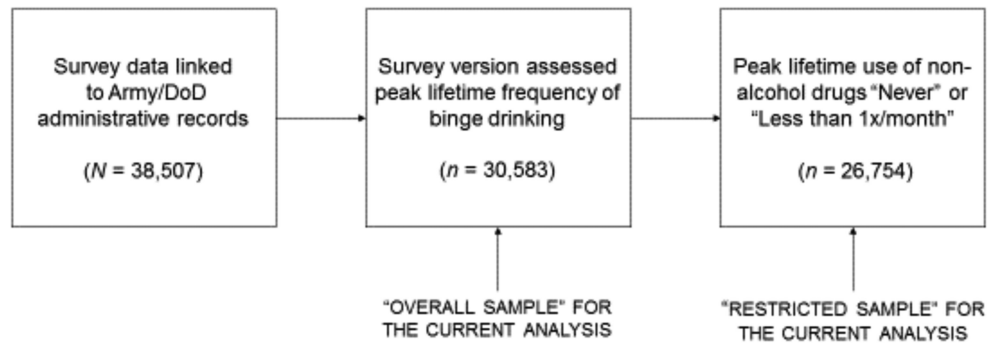 Survey data linked
to Army/DoD
administrative records
(N = 38,507)
Survey version assessed
peak lifetime frequency of
binge drinking
(n = 30,583)
Peak lifetime use of non-
alcohol drugs “Never” or
“Less than 1x/month”
(n = 26,754)
“OVERALL SAMPLE” FOR
THE CURRENT ANALYSIS
“RESTRICTED SAMPLE” FOR
THE CURRENT ANALYSIS